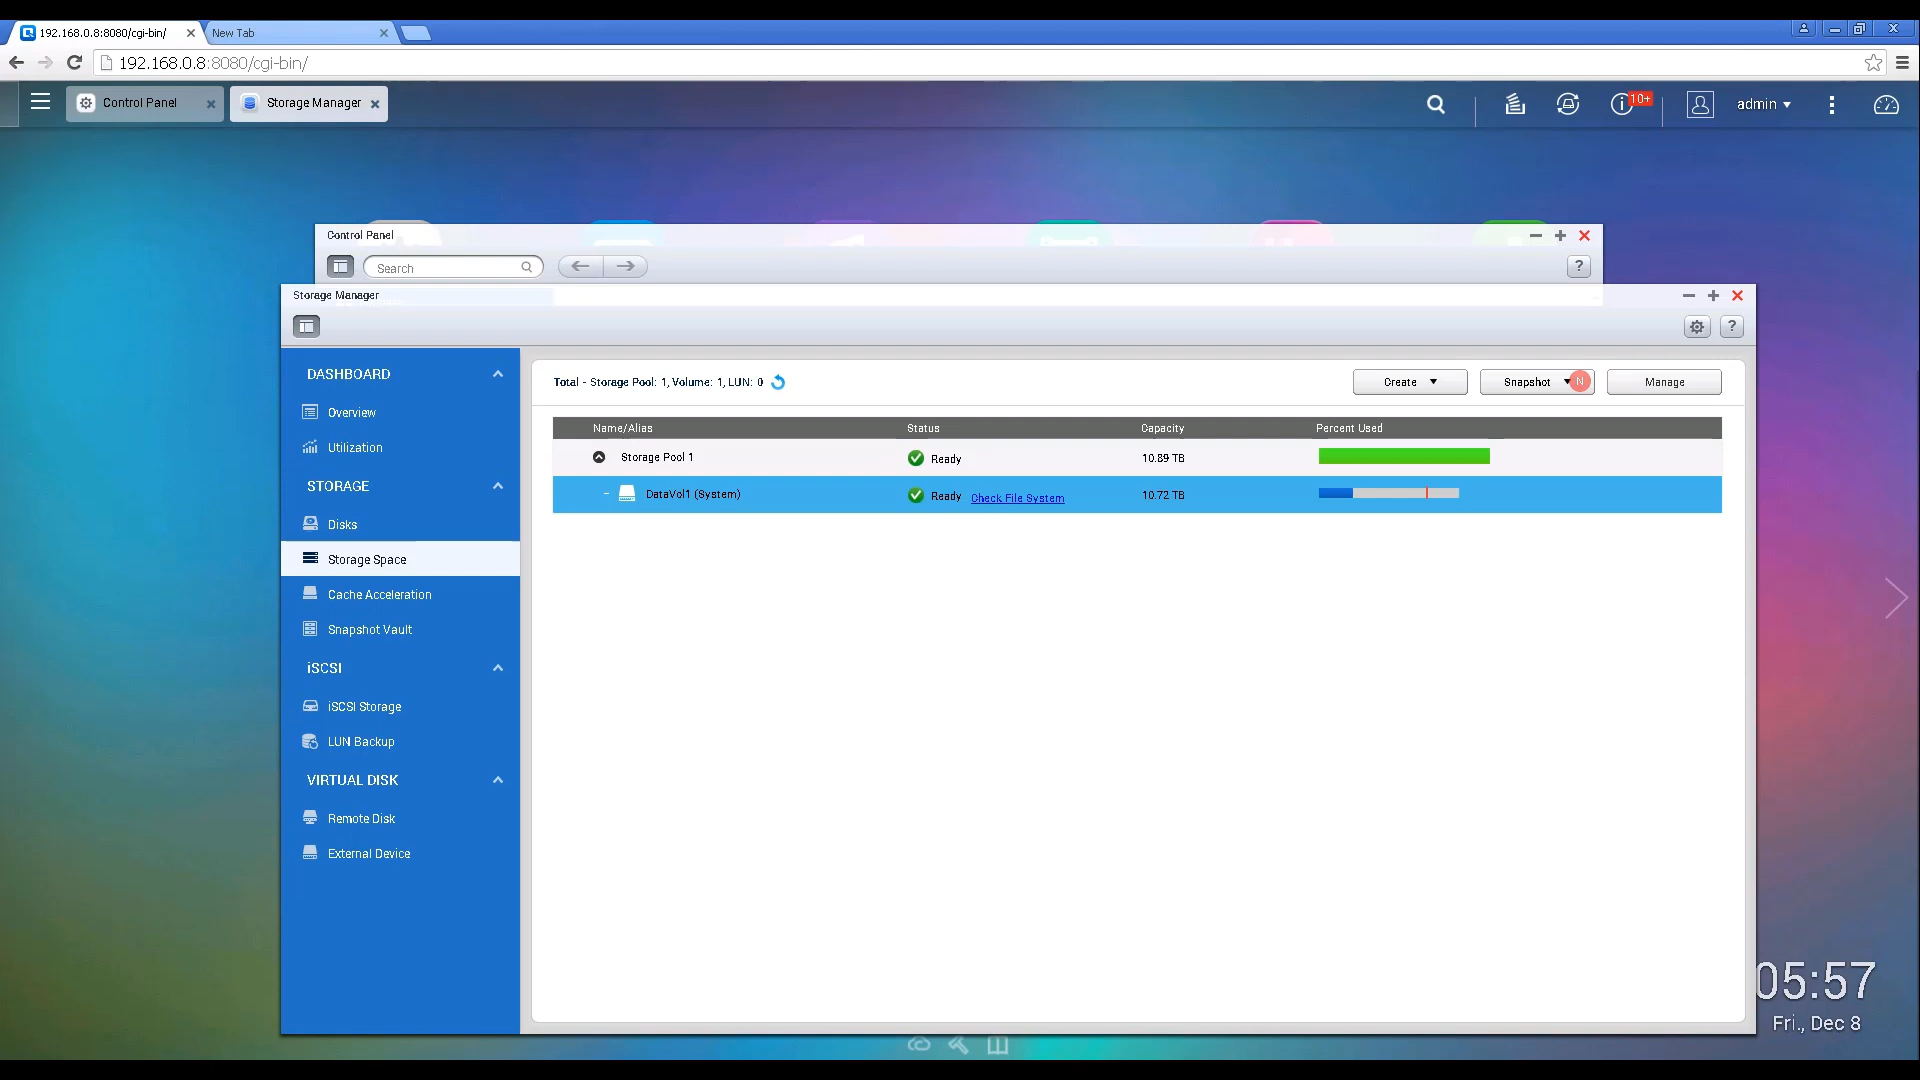 192.168.0.8:8080/cgi-bin/
New Tab
192.168.0.8:8080/cgi-bin/
Control Panel
Storage Manager
10+
admin
Control Panel
Search
?
Storage Manager
?
DASHBOARD
Overview
Utilization
STORAGE
Disks
Storage Space
Cache Acceleration
Snapshot Vault
iSCSI
iSCSI Storage
LUN Backup
VIRTUAL DISK
Remote Disk
External Device
Total - Storage Pool: 1, Volume: 1, LUN: 0
Create
Snapshot
N
Manage
Name/Alias Status Capacity Percent Used
Storage Pool 1 Ready 10.89 TB
DataVol1 (System) Ready Check File System 10.72 TB
05:57
Fri., Dec 8